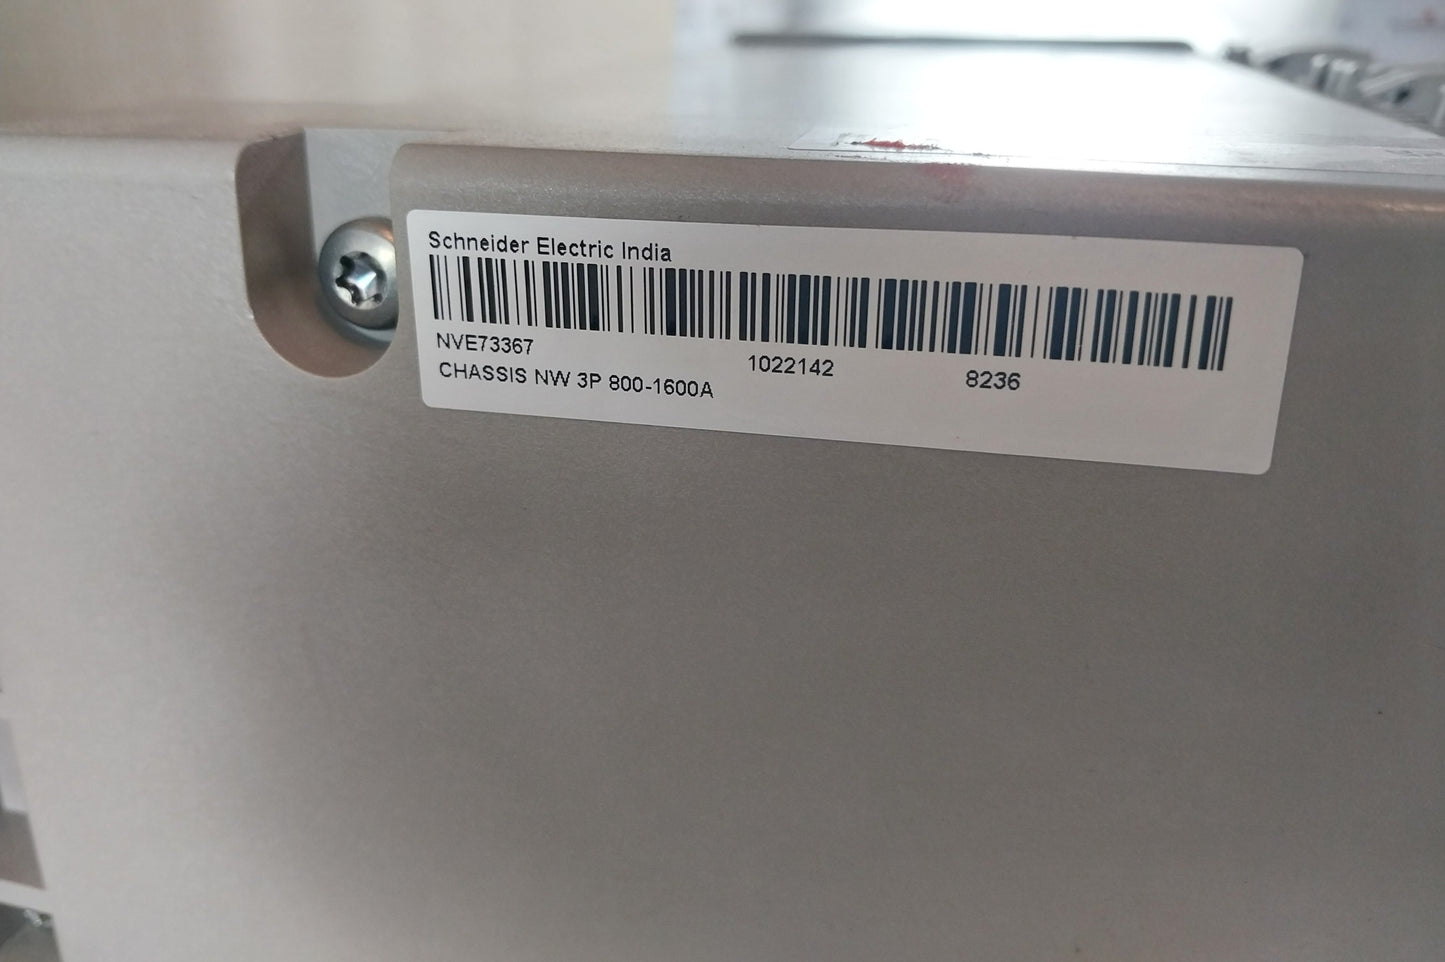 Schneider Electric India
NVE73367 1022142 8236
CHASSIS NW 3P 800-1600A